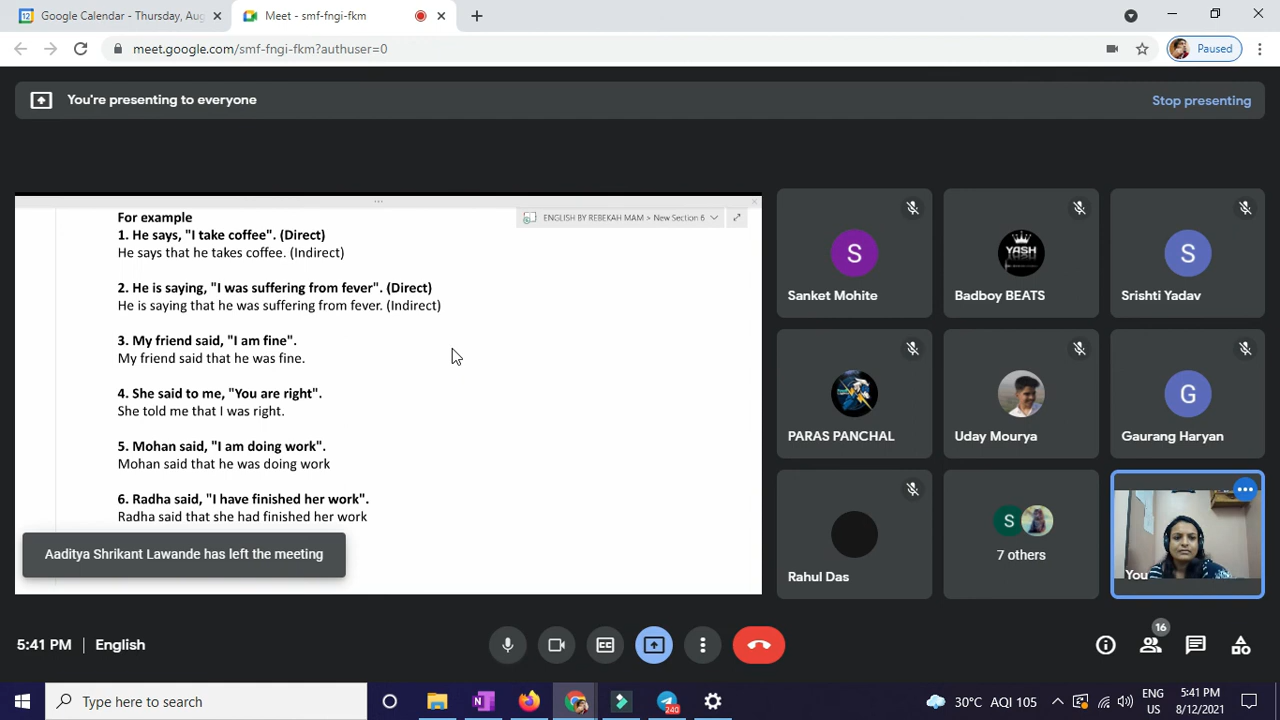 Google Calendar - Thursday, Aug
Meet - smf-fngi-fkm
meet.google.com/smf-fngi-fkm?authuser=0
Paused
You're presenting to everyone
Stop presenting
For example
ENGLISH BY REBEKAH MAM > New Section 6
1. He says, "I take coffee". (Direct)
He says that he takes coffee. (Indirect)
2. He is saying, "I was suffering from fever". (Direct)
He is saying that he was suffering from fever. (Indirect)
3. My friend said, "I am fine".
My friend said that he was fine.
4. She said to me, "You are right".
She told me that I was right.
5. Mohan said, "I am doing work".
Mohan said that he was doing work
6. Radha said, "I have finished her work".
Radha said that she had finished her work
Aaditya Shrikant Lawande has left the meeting
S
Sanket Mohite
YASH
Badboy BEATS
S
Srishti Yadav
PARAS PANCHAL
Uday Mourya
G
Gaurang Haryan
Rahul Das
S
7 others
You
5:41 PM | English
CC
16
Type here to search
N
240
30°C AQI 105
ENG
US
5:41 PM
8/12/2021